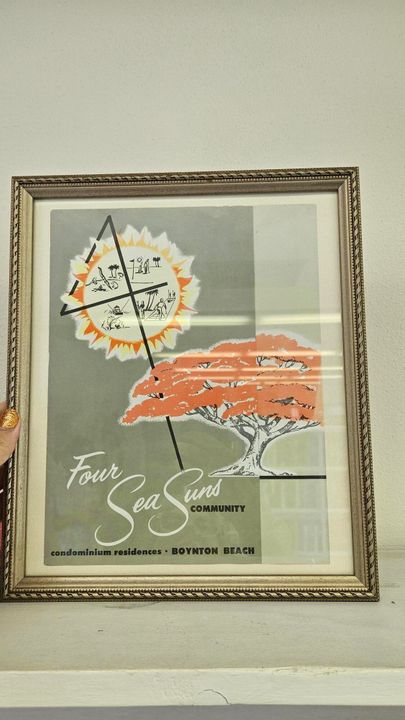 Four
Sea Suns
COMMUNITY
condominium residences • BOYNTON BEACH